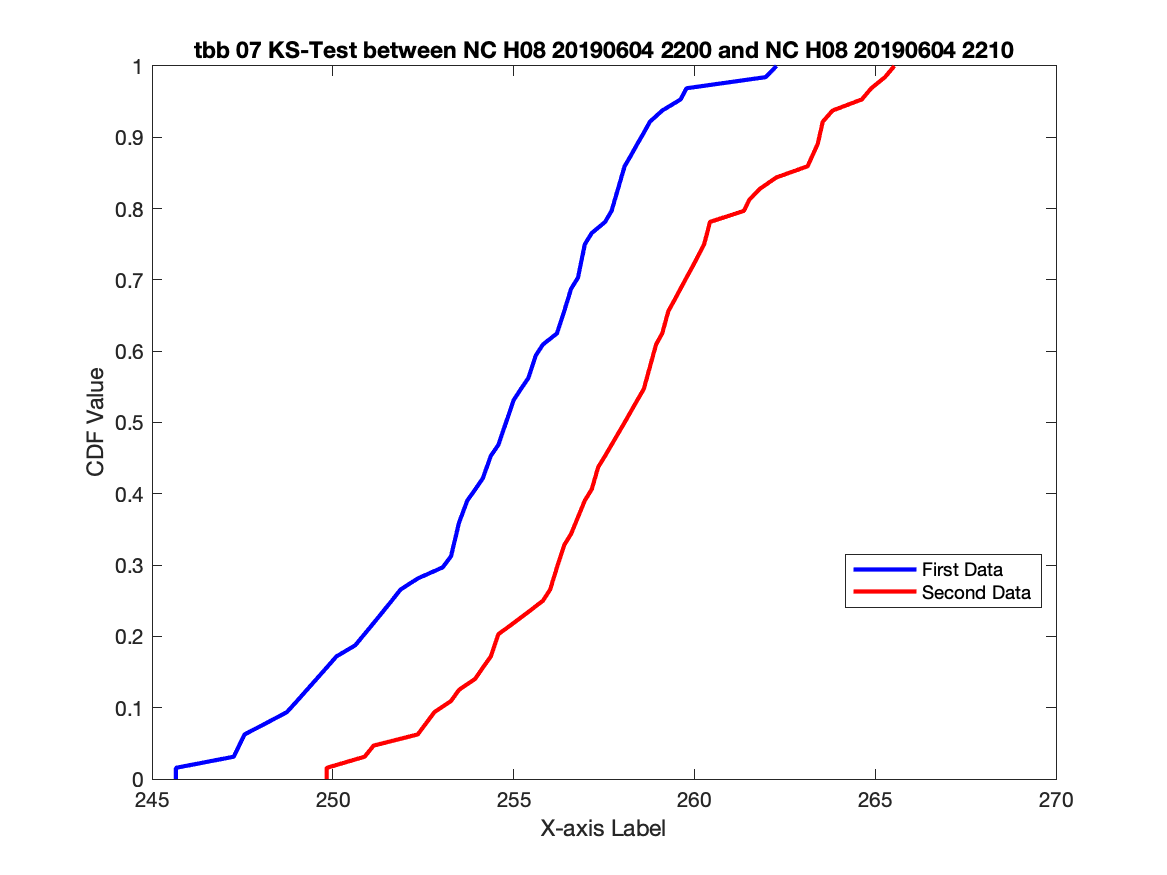 tbb 07 KS-Test between NC H08 20190604 2200 and NC H08 20190604 2210
1
0.9
0.8
0.7
0.6
0.5
0.4
0.3
0.2
0.1
0
CDF Value
First Data
Second Data
245 250 255 260 265 270
X-axis Label